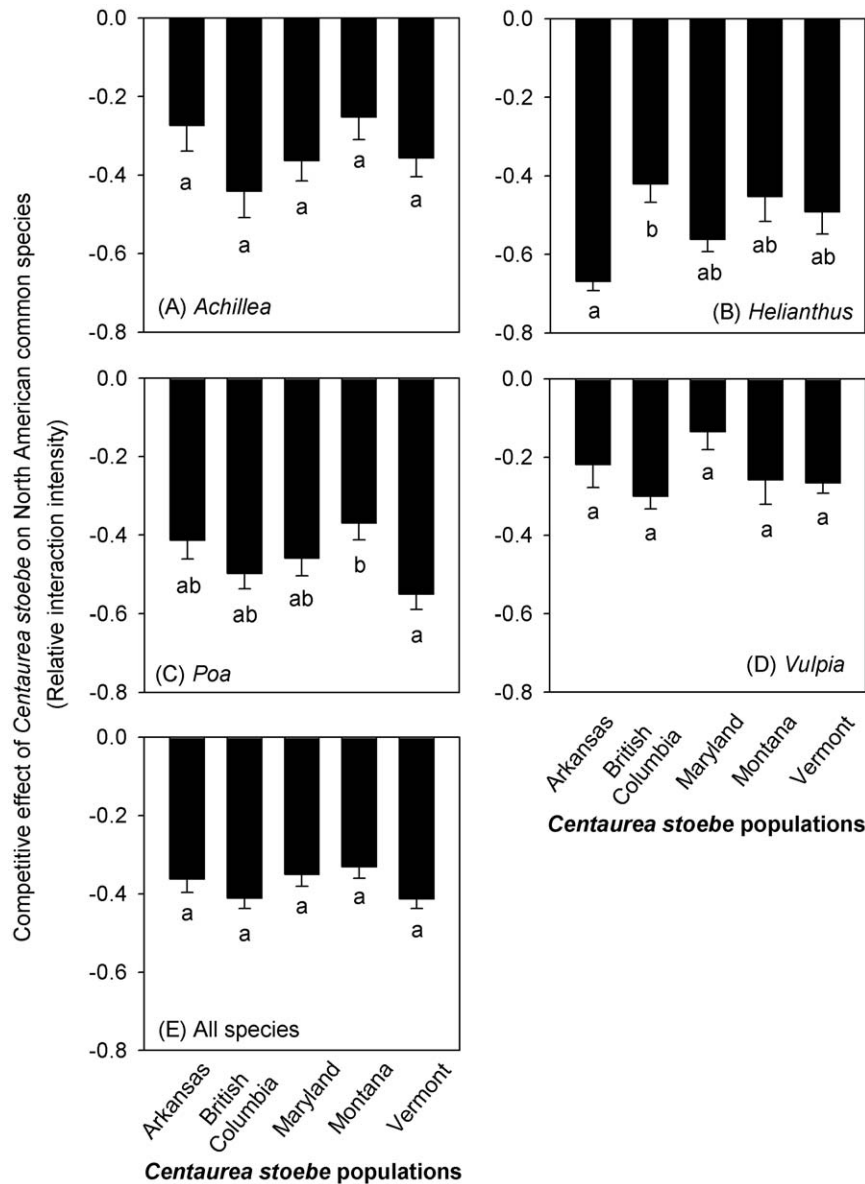 Competitive effect of Centaurea stoebe on North American common species
(Relative interaction intensity)
0.0
-0.2
-0.4
-0.6
-0.8
a
a
a
a
a
(A) Achillea
0.0
-0.2
-0.4
-0.6
-0.8
a
b
ab
ab
ab
(B) Helianthus
0.0
-0.2
-0.4
-0.6
-0.8
ab
ab
ab
b
a
(C) Poa
0.0
-0.2
-0.4
-0.6
-0.8
a
a
a
a
a
(D) Vulpia
Arkansas
British
Columbia
Maryland
Montana
Vermont
Centaurea stoebe populations
0.0
-0.2
-0.4
-0.6
-0.8
a
a
a
a
a
(E) All species
Arkansas
British
Columbia
Maryland
Montana
Vermont
Centaurea stoebe populations